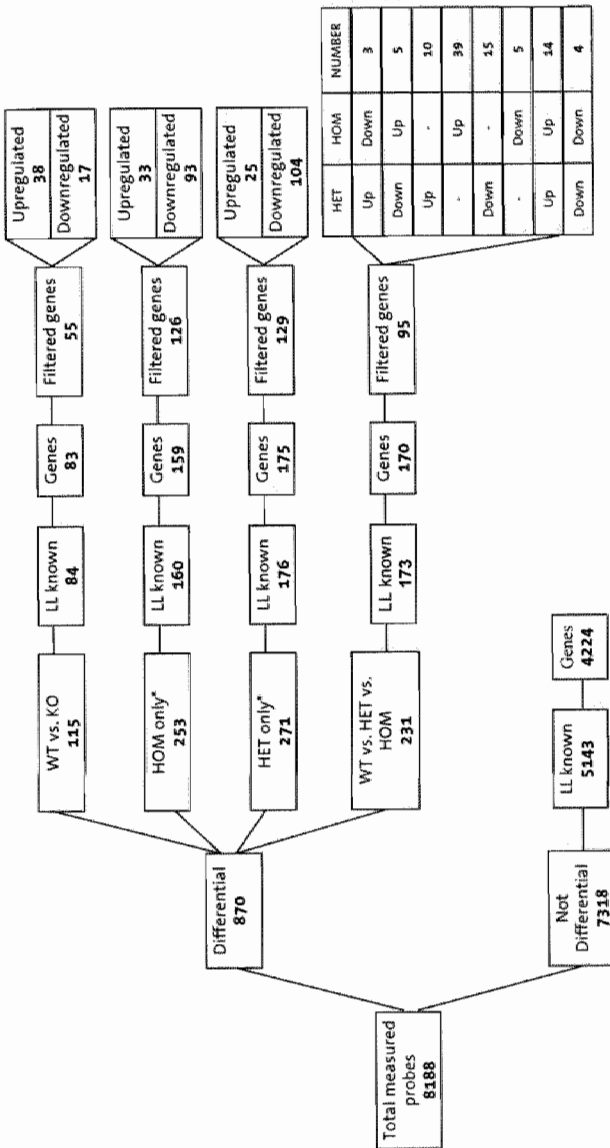 Total measured
probes
8188
Differential
870
Not
Differential
7318
WT vs. KO
115
LL known
84
Genes
83
Filtered genes
55
Upregulated
38
Downregulated
17
HOM only*
253
LL known
160
Genes
159
Filtered genes
126
Upregulated
33
Downregulated
93
HET only*
271
LL known
176
Genes
175
Filtered genes
129
Upregulated
25
Downregulated
104
WT vs. HET vs.
HOM
231
LL known
173
Genes
170
Filtered genes
95
HET HOM NUMBER
Up Down 3
Down Up 5
Up - 10
- Up 39
Down - 15
- Down 5
Up Up 14
Down Down 4
LL known
5143
Genes
4224